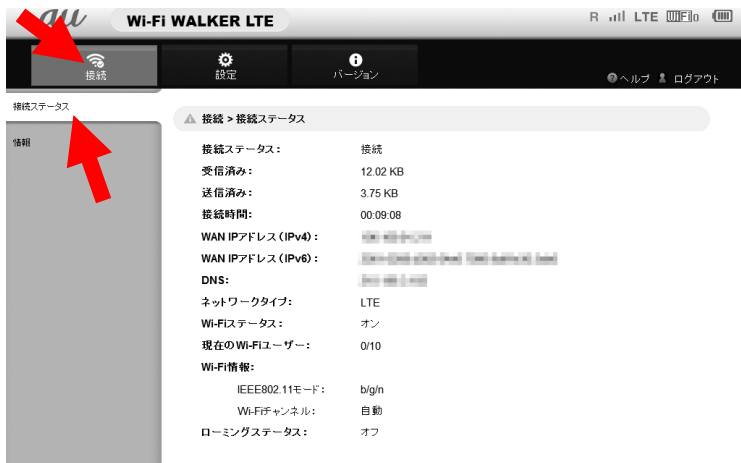 au Wi-Fi WALKER LTE
R LTE
接続 設定 バージョン
ヘルプ ログアウト
接続ステータス
情報
接続 > 接続ステータス
接続ステータス： 接続
受信済み： 12.02 KB
送信済み： 3.75 KB
接続時間： 00:09:08
WAN IPアドレス（IPv4）：
WAN IPアドレス（IPv6）：
DNS：
ネットワークタイプ： LTE
Wi-Fiステータス： オン
現在のWi-Fiユーザー： 0/10
Wi-Fi情報：
IEEE802.11モード： b/g/n
Wi-Fiチャンネル： 自動
ローミングステータス： オフ